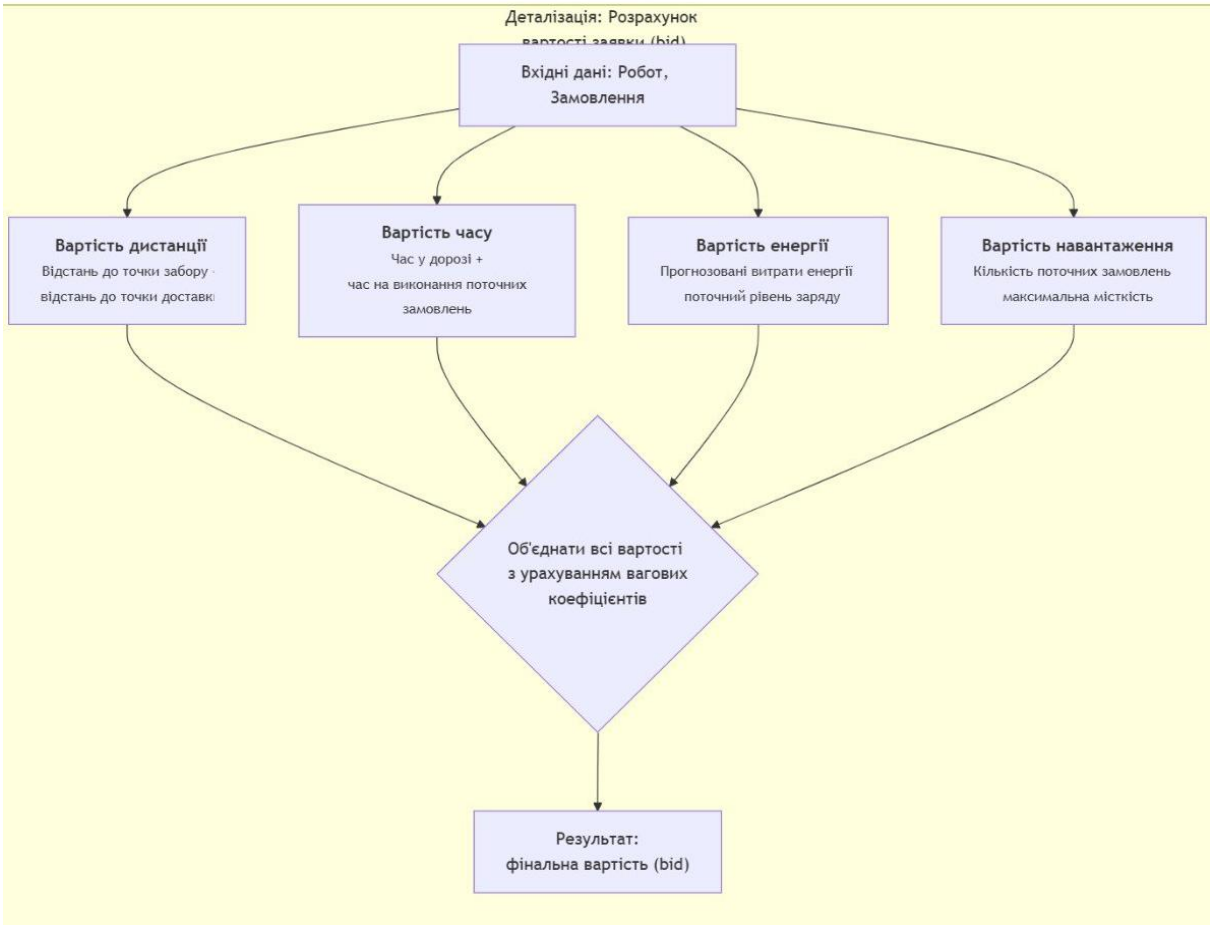 Деталізація: Розрахунок
вартості заявки (bid)
Вхідні дані: Робот,
Замовлення
Вартість дистанції
Відстань до точки забору
відстань до точки доставки
Вартість часу
Час у дорозі +
час на виконання поточних
замовлень
Вартість енергії
Прогнозовані витрати енергії
поточний рівень заряду
Вартість навантаження
Кількість поточних замовлень
максимальна місткість
Об'єднати всі вартості
з урахуванням вагових
коефіцієнтів
Результат:
фінальна вартість (bid)